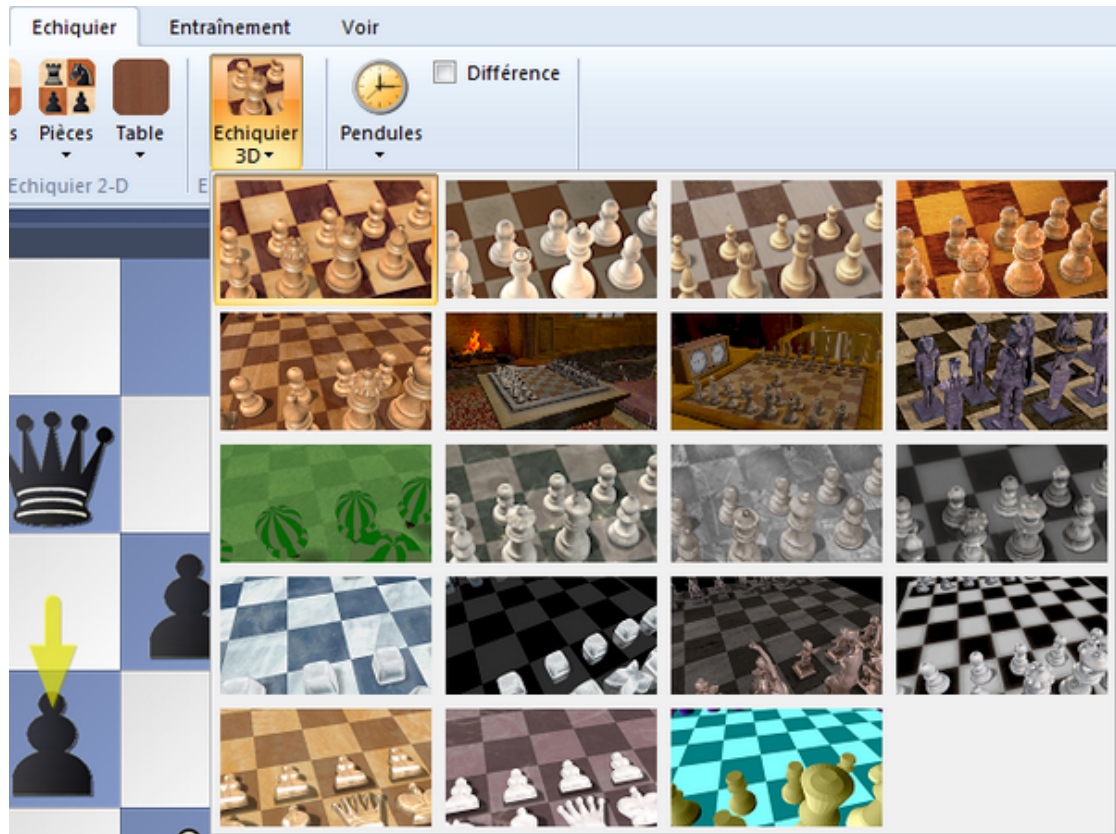 Echiquier Entraînement Voir
Différence
s Pièces Table Echiquier 3D Pendules
Echiquier 2-D E